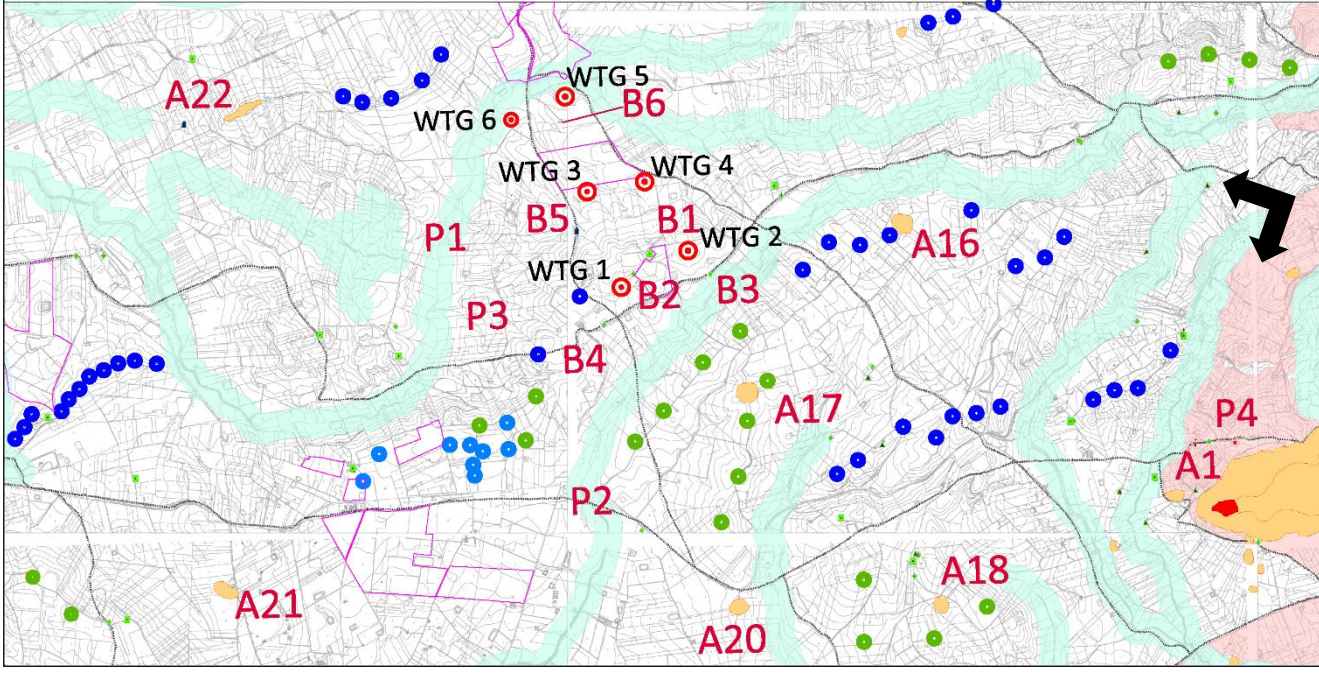 WTG 5
A22
B6
WTG 6
WTG 3
WTG 4
B5
B1
P1
WTG 2
A16
WTG 1
B2
B3
P3
B4
A17
P4
A1
P2
A18
A21
A20